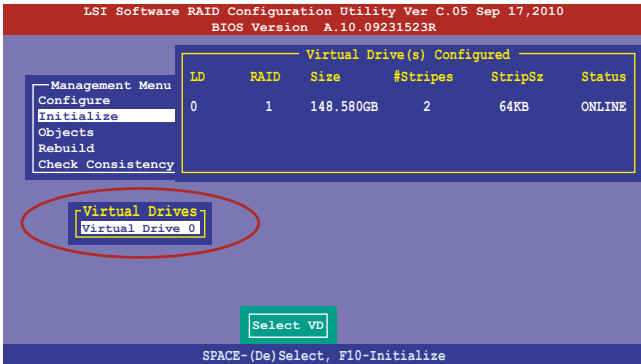 LSI Software RAID Configuration Utility Ver C.05 Sep 17,2010
BIOS Version A.10.09231523R
Virtual Drive(s) Configured
LD RAID Size #Stripes StripSz Status
0 1 148.580GB 2 64KB ONLINE
Management Menu
Configure
Initialize
Objects
Rebuild
Check Consistency
Virtual Drives
Virtual Drive 0
Select VD
SPACE-(De)Select, F10-Initialize